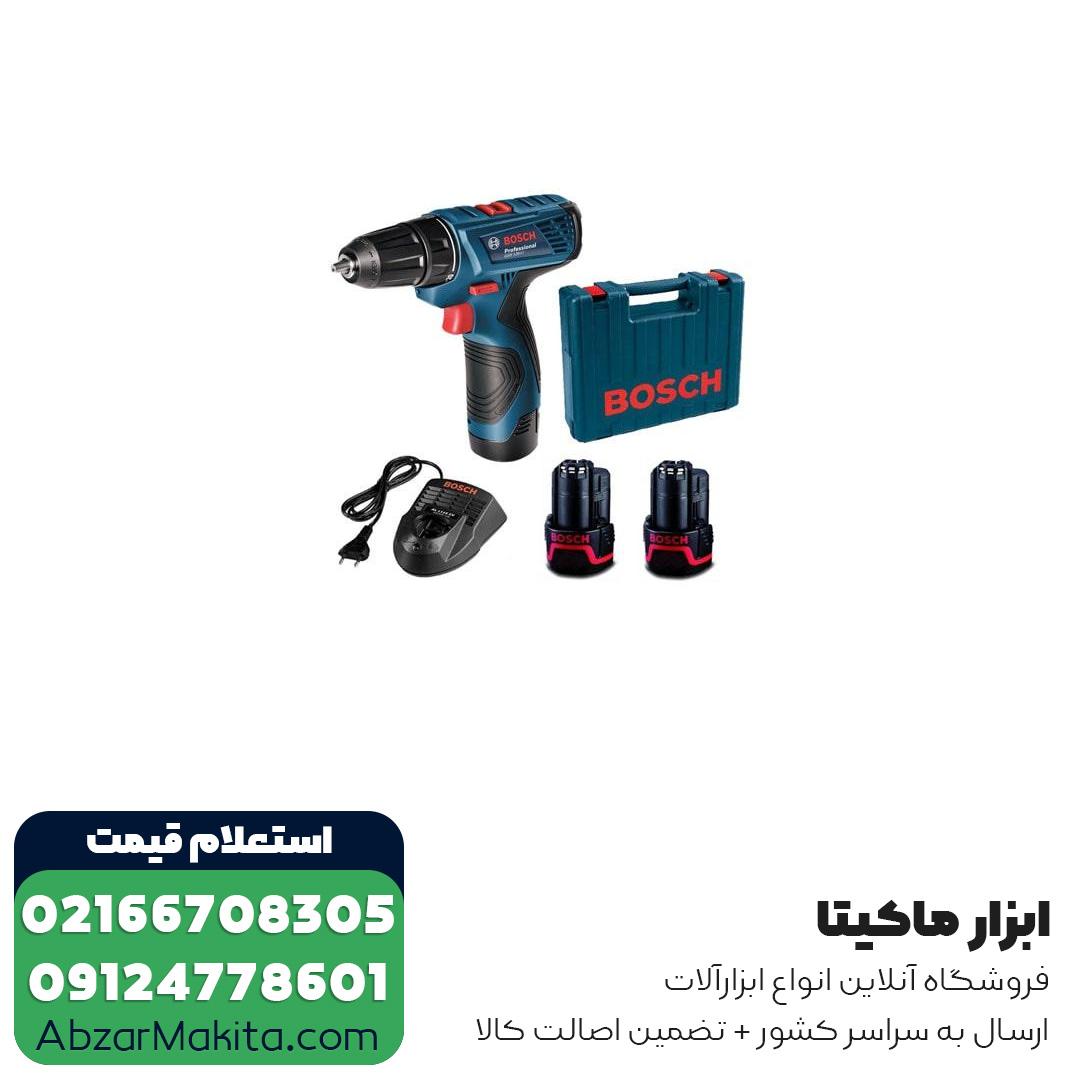 BOSCH
Professional
BOSCH
BOSCH
BOSCH
BOSCH
استعلام قیمت
02166708305
09124778601
AbzarMakita.com
ابزار ماکیتا
فروشگاه آنلاین انواع ابزارآلات
ارسال به سراسر کشور + تضمین اصالت کالا